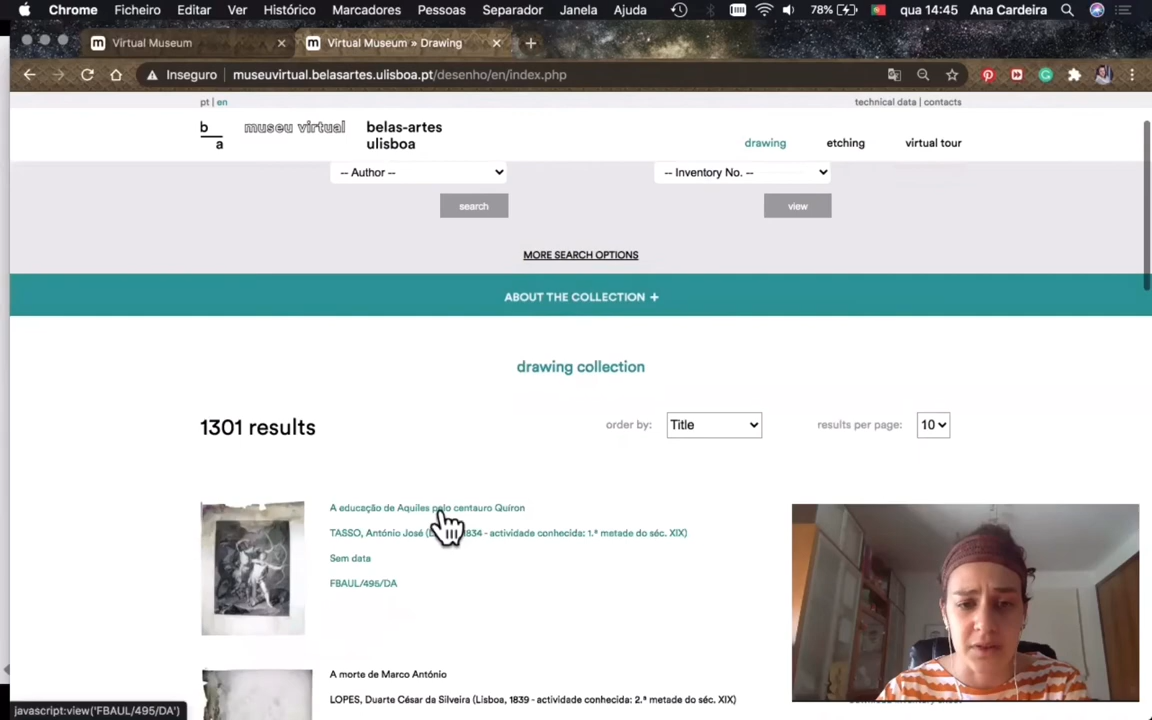 Chrome Ficheiro Editar Ver Histórico Marcadores Pessoas Separador Janela Ajuda 78% qua 14:45 Ana Cardeira
m Virtual Museum × m Virtual Museum » Drawing × +
Inseguro museuvirtual.belasartes.ulisboa.pt/desenho/en/index.php
pt | en technical data | contacts
b museu virtual belas-artes
a ulisboa
drawing etching virtual tour
-- Author -- -- Inventory No. --
search view
MORE SEARCH OPTIONS
ABOUT THE COLLECTION +
drawing collection
1301 results order by: Title results per page: 10
A educação de Aquiles pelo centauro Quíron
TASSO, António José 1834 - actividade conhecida: 1.ª metade do séc. XIX)
Sem data
FBAUL/495/DA
A morte de Marco António
LOPES, Duarte César da Silveira (Lisboa, 1839 - actividade conhecida: 2.ª metade do séc. XIX)
javascript:view('FBAUL/495/DA')